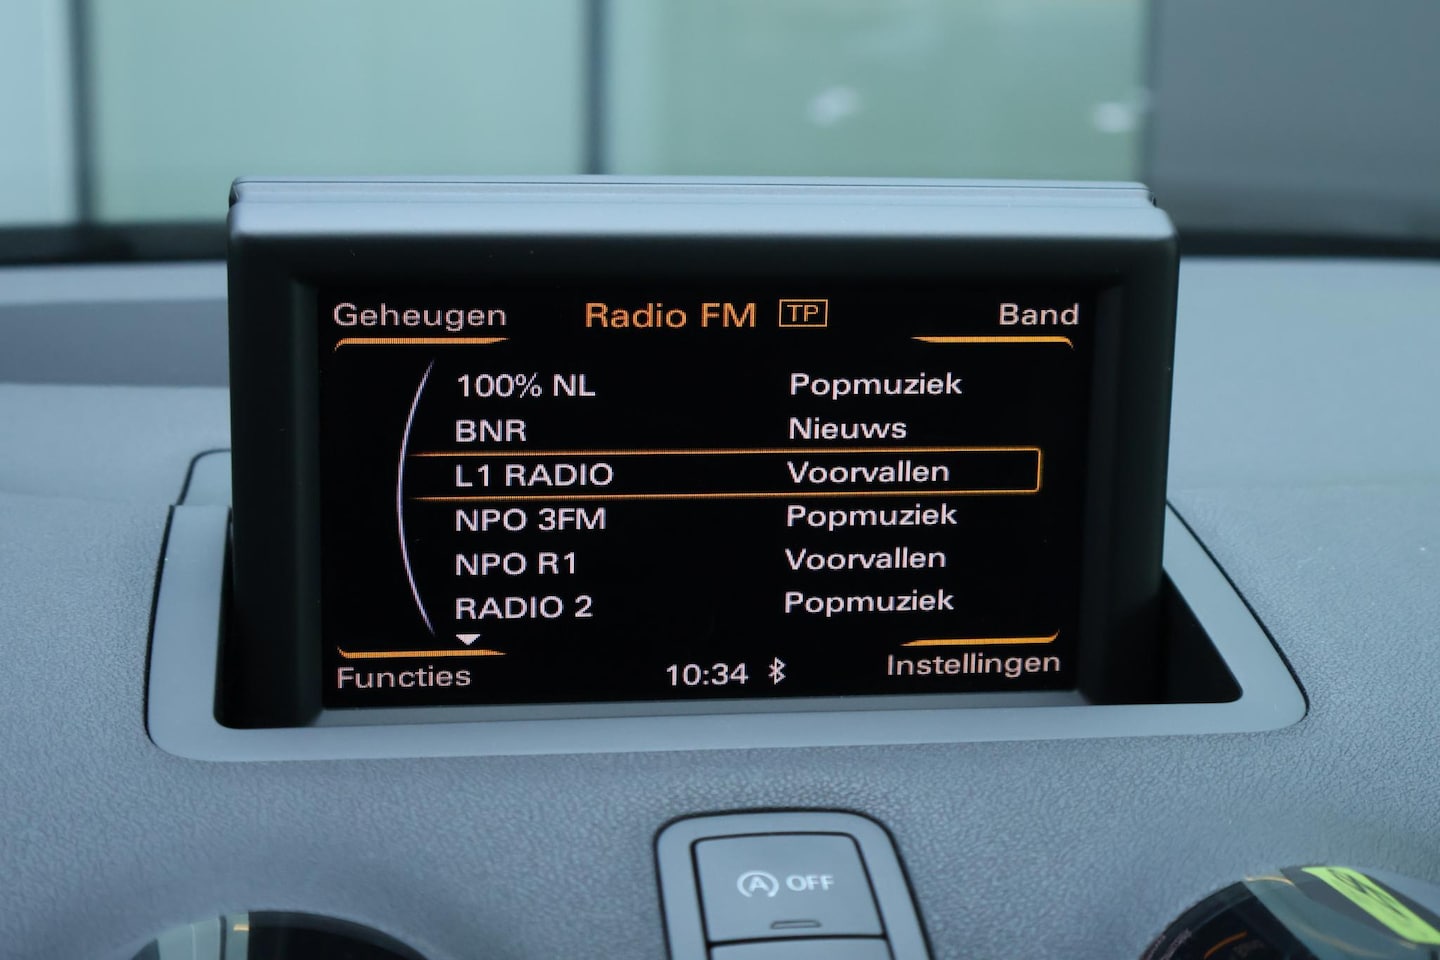 Geheugen Radio FM TP Band
100% NL Popmuziek
BNR Nieuws
L1 RADIO Voorvallen
NPO 3FM Popmuziek
NPO R1 Voorvallen
RADIO 2 Popmuziek
Functies 10:34 Instellingen
A OFF